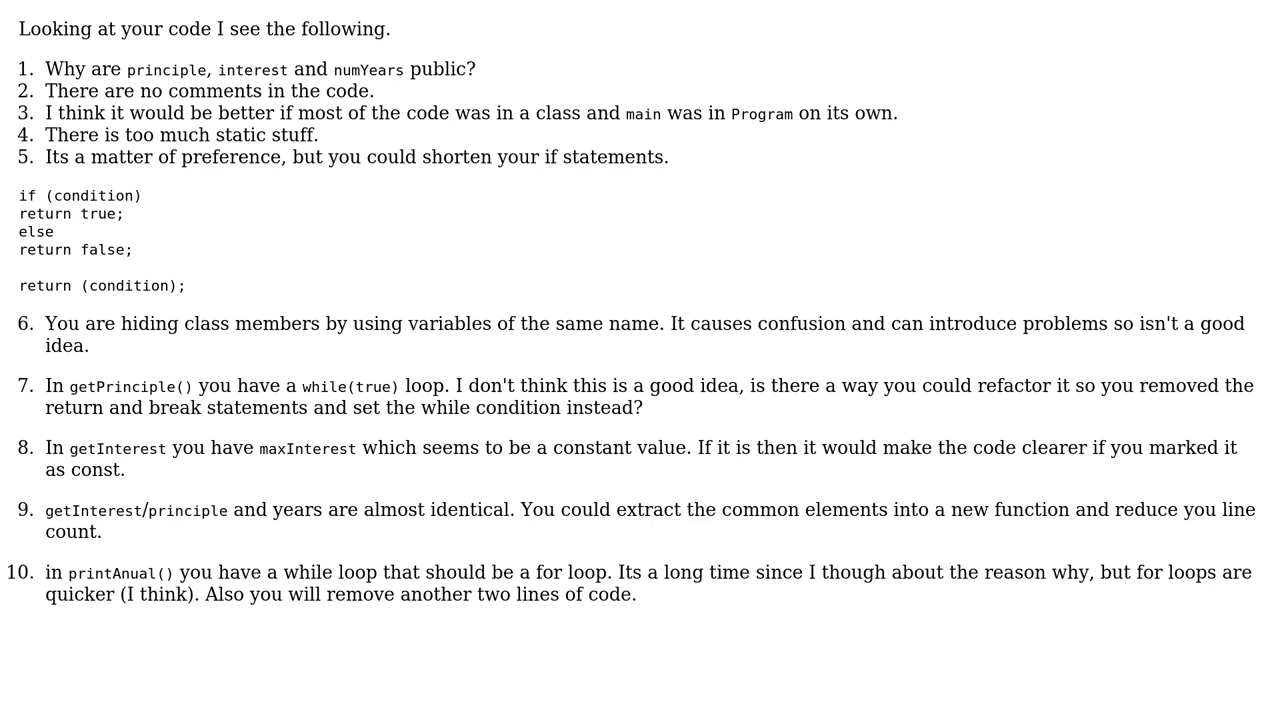 Looking at your code I see the following.
1. Why are principle, interest and numYears public?
2. There are no comments in the code.
3. I think it would be better if most of the code was in a class and main was in Program on its own.
4. There is too much static stuff.
5. Its a matter of preference, but you could shorten your if statements.
if (condition)
return true;
else
return false;
return (condition);
6. You are hiding class members by using variables of the same name. It causes confusion and can introduce problems so isn't a good
idea.
7. In getPrinciple() you have a while(true) loop. I don't think this is a good idea, is there a way you could refactor it so you removed the
return and break statements and set the while condition instead?
8. In getInterest you have maxInterest which seems to be a constant value. If it is then it would make the code clearer if you marked it
as const.
9. getInterest/principle and years are almost identical. You could extract the common elements into a new function and reduce you line
count.
10. in printAnual() you have a while loop that should be a for loop. Its a long time since I though about the reason why, but for loops are
quicker (I think). Also you will remove another two lines of code.